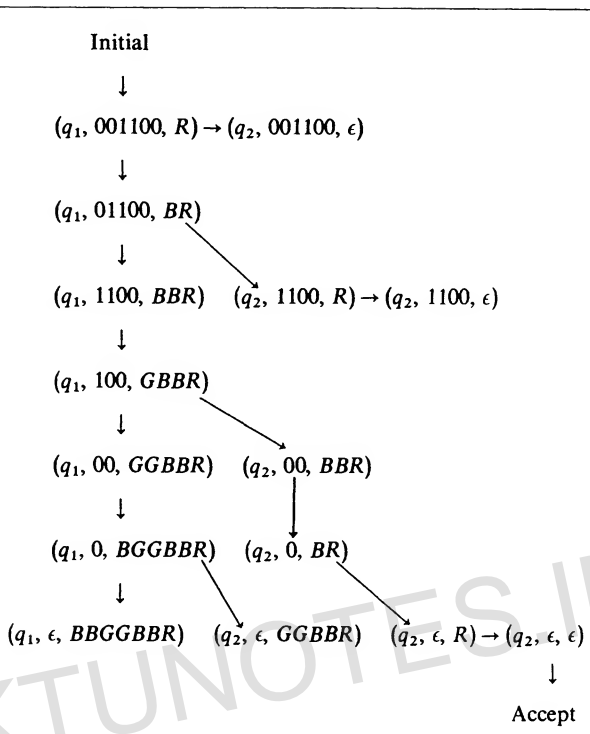 Initial
↓
(q₁, 001100, R) → (q₂, 001100, ϵ)
↓
(q₁, 01100, BR)
↓
(q₁, 1100, BBR) (q₂, 1100, R) → (q₂, 1100, ϵ)
↓
(q₁, 100, GBBR)
↓
(q₁, 00, GGBBR) (q₂, 00, BBR)
↓
(q₁, 0, BGGBBR) (q₂, 0, BR)
↓
(q₁, ϵ, BBGGBBR) (q₂, ϵ, GGBBR) (q₂, ϵ, R) → (q₂, ϵ, ϵ)
↓
Accept